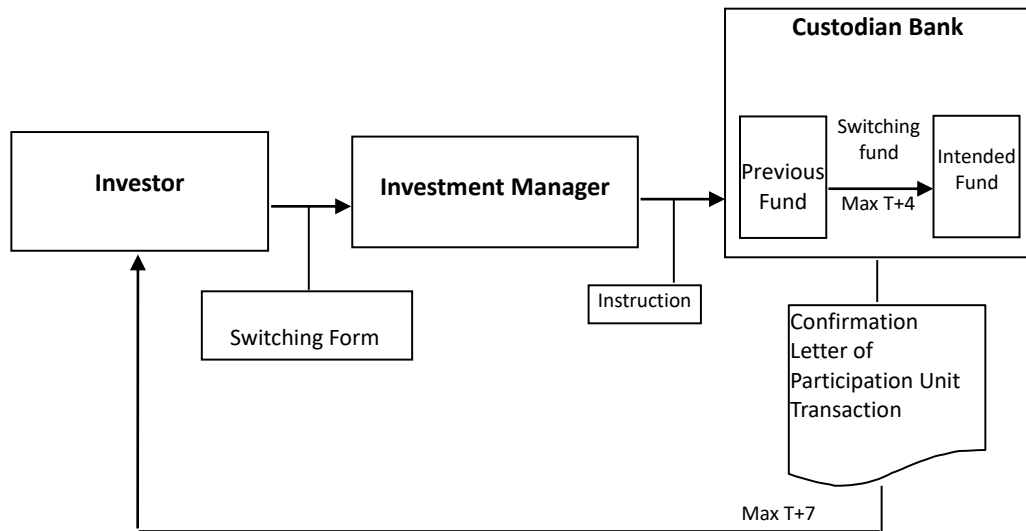 Custodian Bank
Investor
Investment Manager
Previous
Fund
Switching
fund
Max T+4
Intended
Fund
Switching Form
Instruction
Confirmation
Letter of
Participation Unit
Transaction
Max T+7